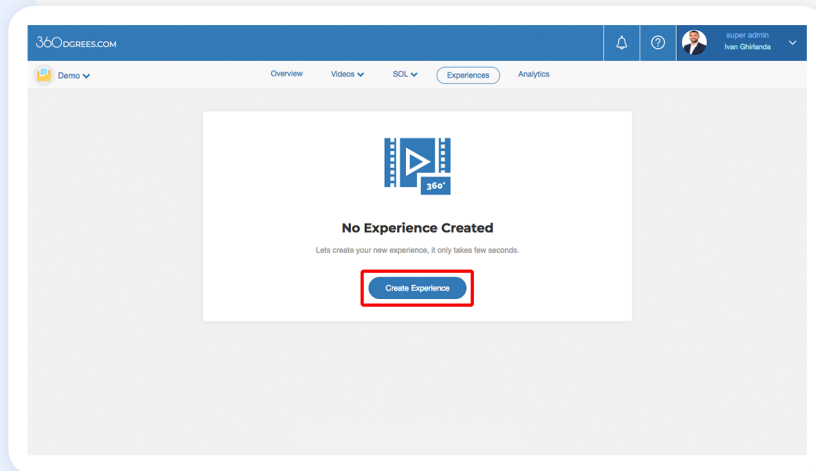 360DGREES.COM
super admin
Ivan Ghirlanda
Demo
Overview Videos SOL Experiences Analytics
360°
No Experience Created
Lets create your new experience, it only takes few seconds.
Create Experience